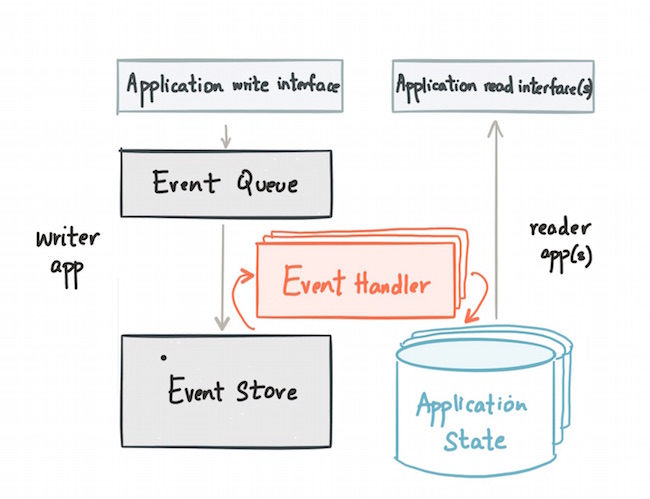 Application write interface
Application read interface(s)
Event Queue
writer
app
reader
app(s)
Event Handler
Event Store
Application
State